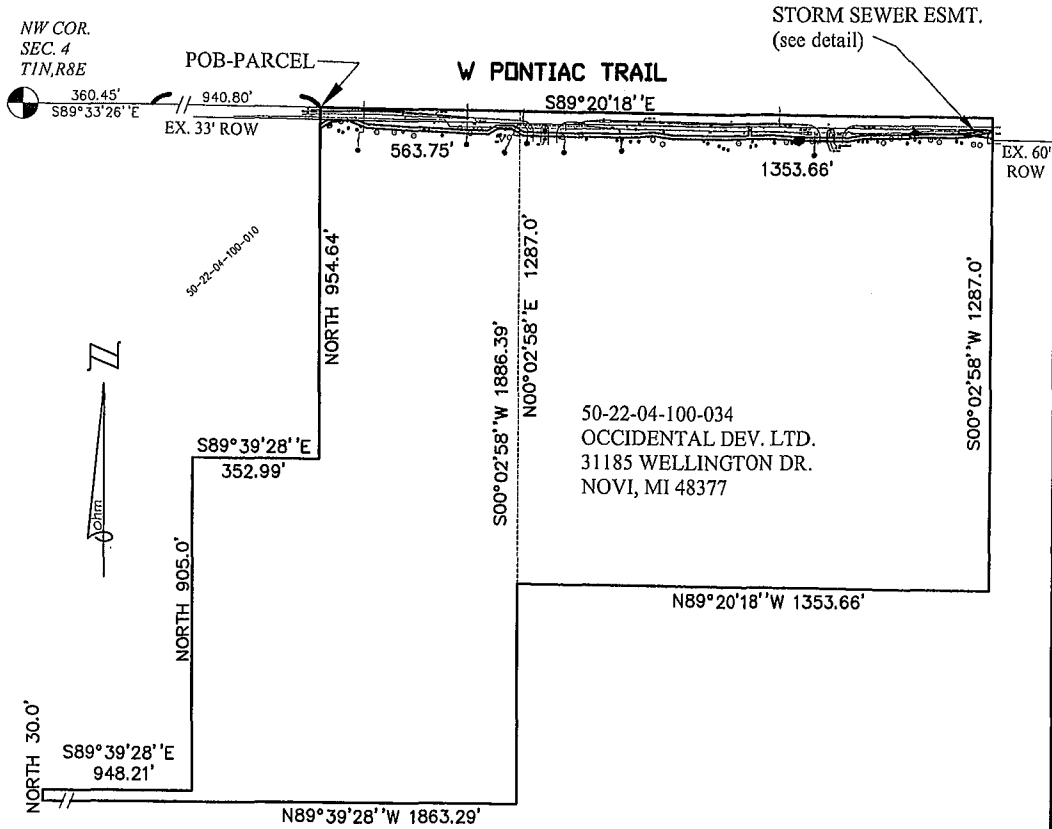 NW COR.
SEC. 4
T1N,R8E
POB-PARCEL
W PONTIAC TRAIL
STORM SEWER ESMT.
(see detail)
360.45'
S89°33'26''E
940.80'
S89°20'18''E
EX. 33' ROW
563.75'
1353.66'
EX. 60'
ROW
50-22-04-100-010
NORTH 954.64'
S00°02'58''W 1886.39'
N00°02'58''E 1287.0'
S00°02'58''W 1287.0'
50-22-04-100-034
OCCIDENTAL DEV. LTD.
31185 WELLINGTON DR.
NOVI, MI 48377
S89°39'28''E
352.99'
N
ohm
NORTH 905.0'
N89°20'18''W 1353.66'
NORTH 30.0'
S89°39'28''E
948.21'
N89°39'28''W 1863.29'